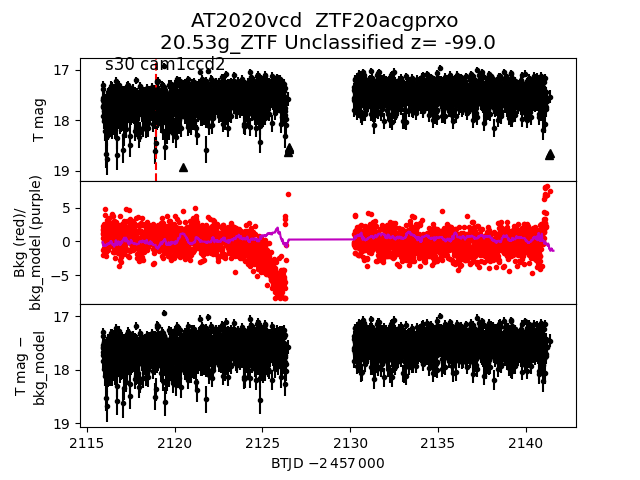 AT2020vcd  ZTF20acgprxo
20.53g_ZTF Unclassified z= -99.0
s30 cam1ccd2
17
18
19
T mag
5
0
−5
Bkg (red)/
bkg_model (purple)
17
18
19
T mag −
bkg_model
2115 2120 2125 2130 2135 2140
BTJD −2 457 000